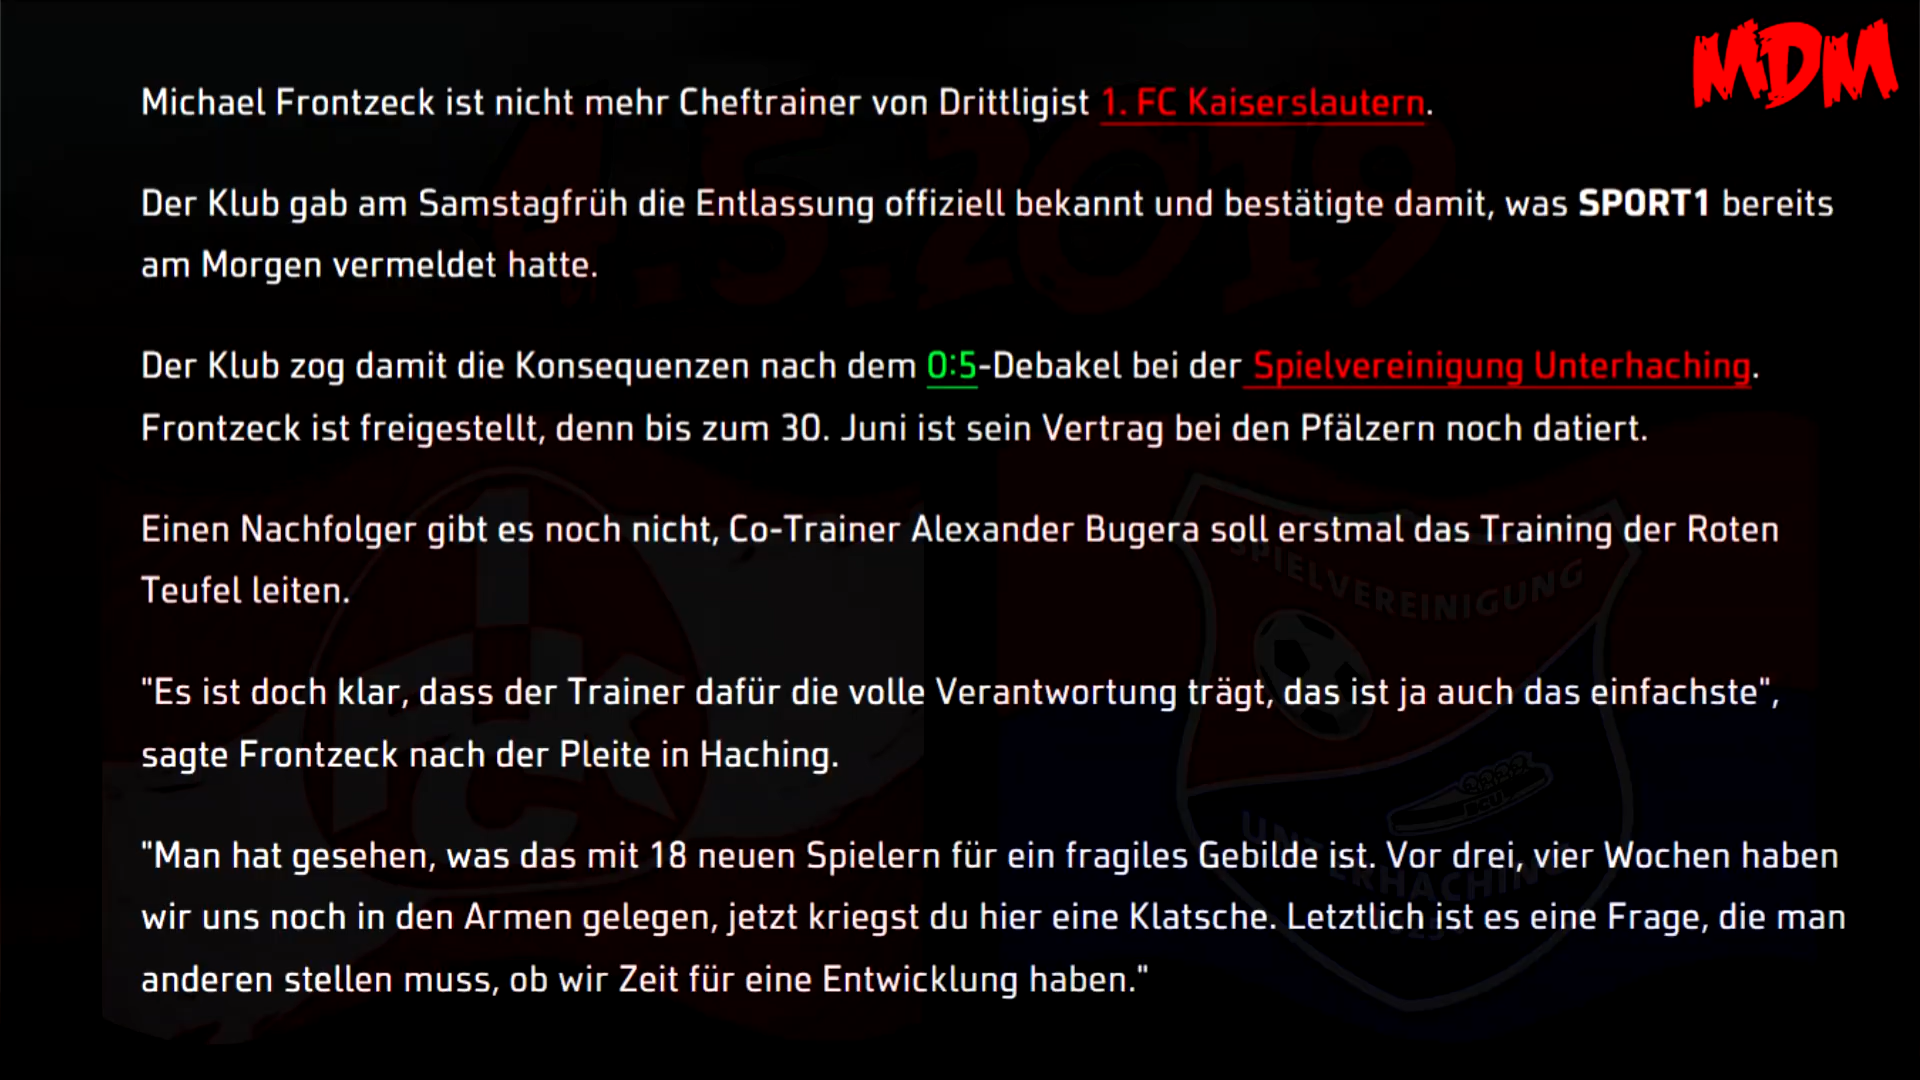 MDM
Michael Frontzeck ist nicht mehr Cheftrainer von Drittligist 1. FC Kaiserslautern.
Der Klub gab am Samstagfrüh die Entlassung offiziell bekannt und bestätigte damit, was SPORT1 bereits
am Morgen vermeldet hatte.
Der Klub zog damit die Konsequenzen nach dem 0:5-Debakel bei der Spielvereinigung Unterhaching.
Frontzeck ist freigestellt, denn bis zum 30. Juni ist sein Vertrag bei den Pfälzern noch datiert.
Einen Nachfolger gibt es noch nicht, Co-Trainer Alexander Bugera soll erstmal das Training der Roten
Teufel leiten.
"Es ist doch klar, dass der Trainer dafür die volle Verantwortung trägt, das ist ja auch das einfachste",
sagte Frontzeck nach der Pleite in Haching.
"Man hat gesehen, was das mit 18 neuen Spielern für ein fragiles Gebilde ist. Vor drei, vier Wochen haben
wir uns noch in den Armen gelegen, jetzt kriegst du hier eine Klatsche. Letztlich ist es eine Frage, die man
anderen stellen muss, ob wir Zeit für eine Entwicklung haben."
4.5.2019
1.FCK
SPIELVEREINIGUNG
UNTERHACHING